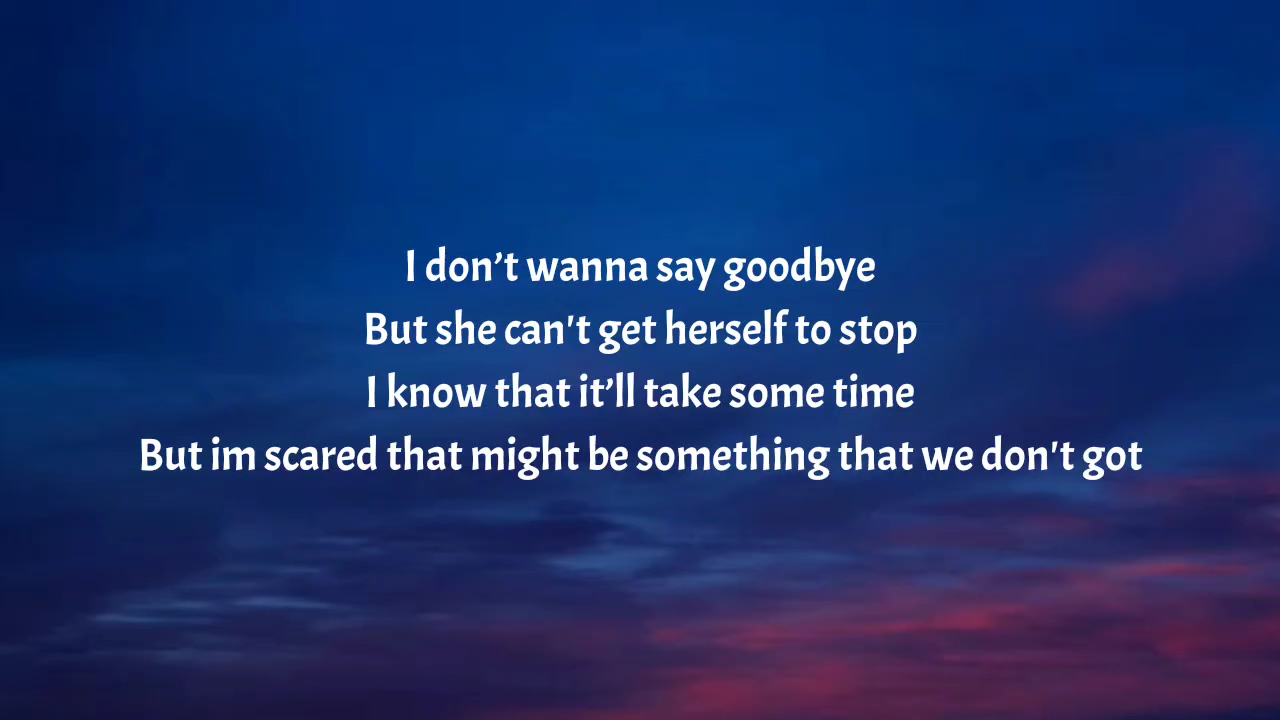 I don’t wanna say goodbye
But she can't get herself to stop
I know that it’ll take some time
But im scared that might be something that we don't got